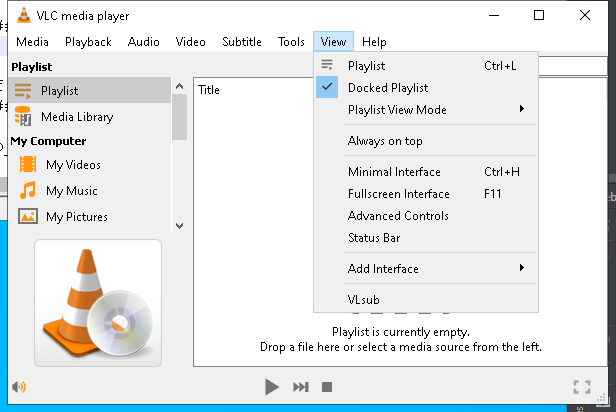 VLC media player
Media Playback Audio Video Subtitle Tools View Help
Playlist
Playlist
Media Library
My Computer
My Videos
My Music
My Pictures
Title
Playlist Ctrl+L
Docked Playlist
Playlist View Mode
Always on top
Minimal Interface Ctrl+H
Fullscreen Interface F11
Advanced Controls
Status Bar
Add Interface
VLsub
Playlist is currently empty.
Drop a file here or select a media source from the left.